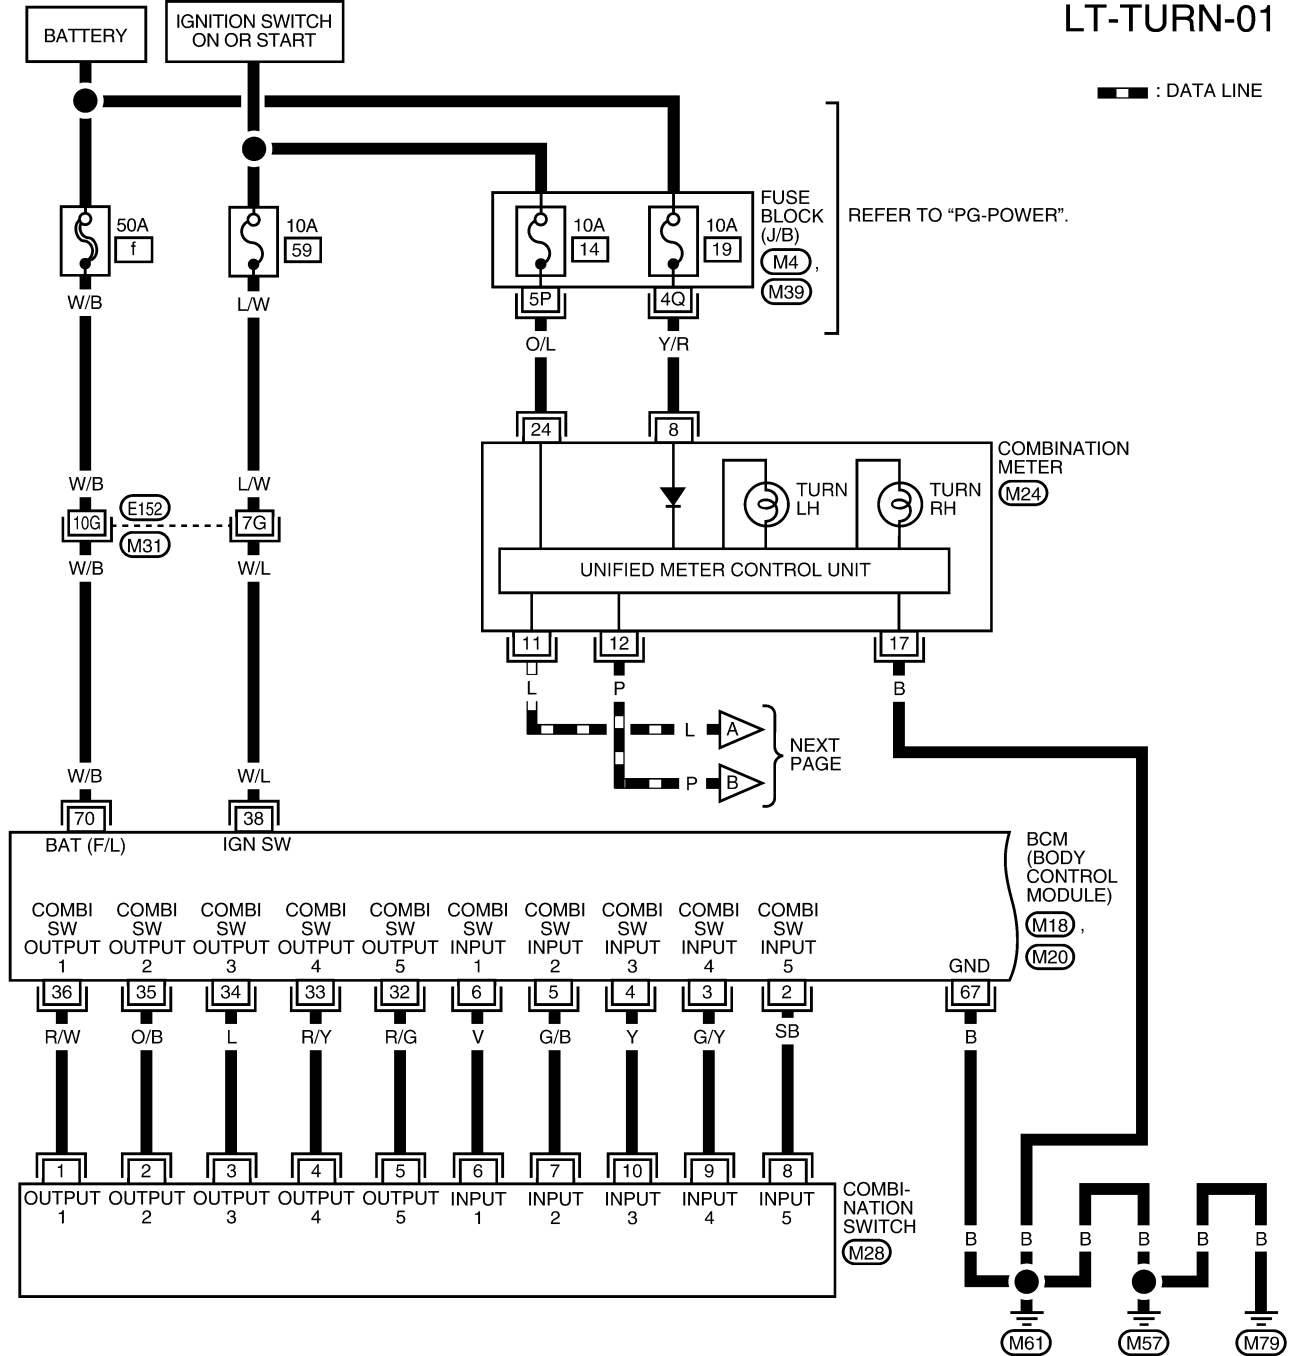 LT-TURN-01
BATTERY
IGNITION SWITCH
ON OR START
: DATA LINE
50A
f
10A
59
10A
14
10A
19
FUSE
BLOCK
(J/B)
M4 ,
M39
REFER TO “PG-POWER”.
W/B
L/W
5P
4Q
O/L
Y/R
24
8
COMBINATION
METER
M24
TURN
LH
TURN
RH
UNIFIED METER CONTROL UNIT
W/B
L/W
10G
E152
M31
7G
W/B
W/L
11
12
17
L
P
B
L
A
P
B
NEXT
PAGE
W/B
W/L
70
38
BAT (F/L)
IGN SW
BCM
(BODY
CONTROL
MODULE)
M18 ,
M20
COMBI
SW
OUTPUT
1
COMBI
SW
OUTPUT
2
COMBI
SW
OUTPUT
3
COMBI
SW
OUTPUT
4
COMBI
SW
OUTPUT
5
COMBI
SW
INPUT
1
COMBI
SW
INPUT
2
COMBI
SW
INPUT
3
COMBI
SW
INPUT
4
COMBI
SW
INPUT
5
GND
36
35
34
33
32
6
5
4
3
2
67
R/W
O/B
L
R/Y
R/G
V
G/B
Y
G/Y
SB
B
1
2
3
4
5
6
7
10
9
8
OUTPUT
1
OUTPUT
2
OUTPUT
3
OUTPUT
4
OUTPUT
5
INPUT
1
INPUT
2
INPUT
3
INPUT
4
INPUT
5
COMBI-
NATION
SWITCH
M28
B
B
B
B
B
B
M61
M57
M79